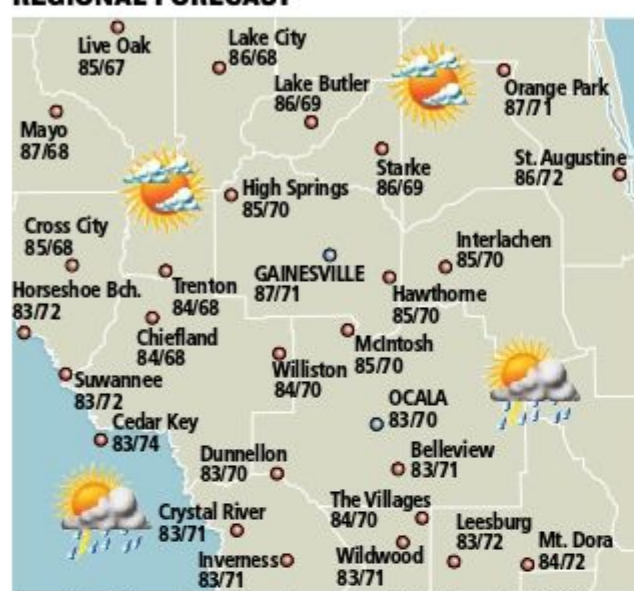 REGIONAL FORECAST
Live Oak
85/67
Lake City
86/68
Lake Butler
86/69
Orange Park
87/71
Mayo
87/68
Starke
86/69
St. Augustine
86/72
High Springs
85/70
Cross City
85/68
Interlachen
85/70
Trenton
84/68
GAINESVILLE
87/71
Hawthorne
85/70
Horseshoe Bch.
83/72
Chiefland
84/68
McIntosh
85/70
Williston
84/70
Suwannee
83/72
OCALA
83/70
Cedar Key
83/74
Dunnellon
83/70
Belleview
83/71
The Villages
84/70
Crystal River
83/71
Leesburg
83/72
Mt. Dora
84/72
Inverness
83/71
Wildwood
83/71